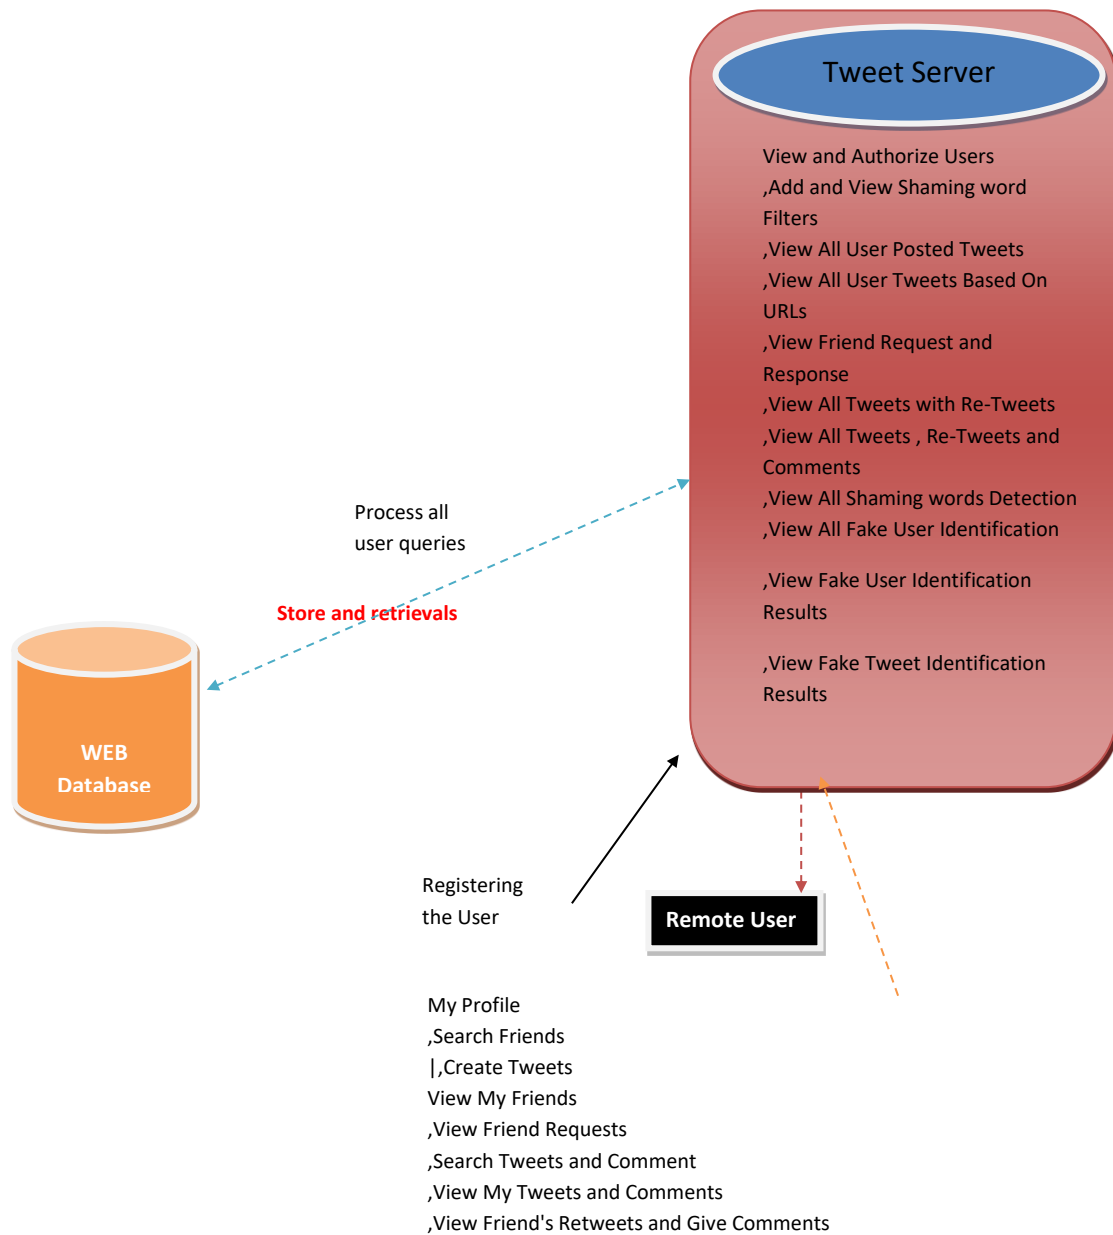 Tweet Server
View and Authorize Users
,Add and View Shaming word
Filters
,View All User Posted Tweets
,View All User Tweets Based On
URLs
,View Friend Request and
Response
,View All Tweets with Re-Tweets
,View All Tweets , Re-Tweets and
Comments
,View All Shaming words Detection
,View All Fake User Identification
,View Fake User Identification
Results
,View Fake Tweet Identification
Results
Process all
user queries
Store and retrievals
WEB
Database
Registering
the User
Remote User
My Profile
,Search Friends
|,Create Tweets
View My Friends
,View Friend Requests
,Search Tweets and Comment
,View My Tweets and Comments
,View Friend's Retweets and Give Comments